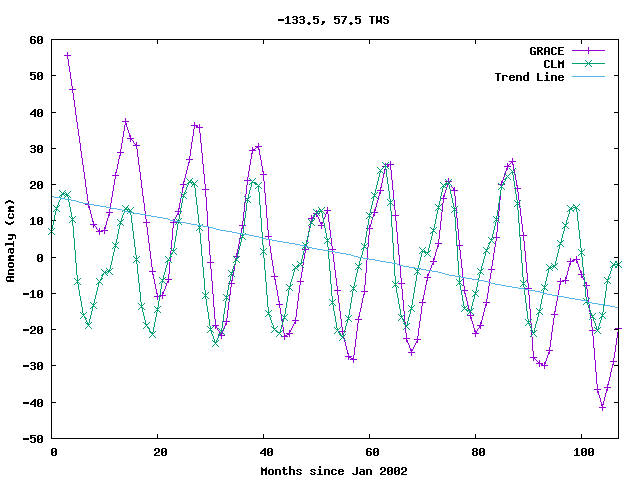 -133.5, 57.5 TWS
GRACE
CLM
Trend Line
Anomaly (cm)
60
50
40
30
20
10
0
-10
-20
-30
-40
-50
0 20 40 60 80 100
Months since Jan 2002